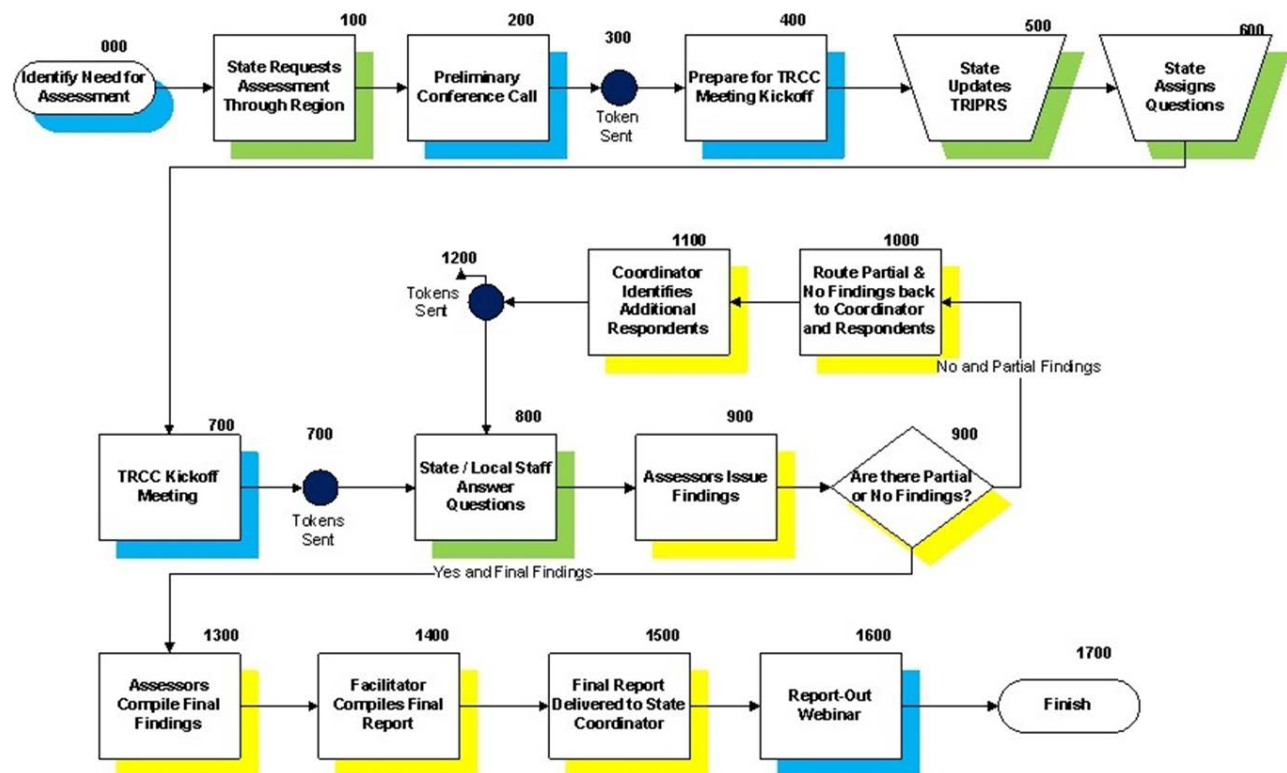 000
Identify Need for
Assessment
100
State Requests
Assessment
Through Region
200
Preliminary
Conference Call
300
Token
Sent
400
Prepare for TRCC
Meeting Kickoff
500
State
Updates
TRIPRS
600
State
Assigns
Questions
1200
Tokens
Sent
1100
Coordinator
Identifies
Additional
Respondents
1000
Route Partial &
No Findings back
to Coordinator
and Respondents
No and Partial Findings
700
TRCC Kickoff
Meeting
700
Tokens
Sent
800
State / Local Staff
Answer
Questions
900
Assessors Issue
Findings
900
Are there Partial
or No Findings?
Yes and Final Findings
1300
Assessors
Compile Final
Findings
1400
Facilitator
Compiles Final
Report
1500
Final Report
Delivered to State
Coordinator
1600
Report-Out
Webinar
1700
Finish